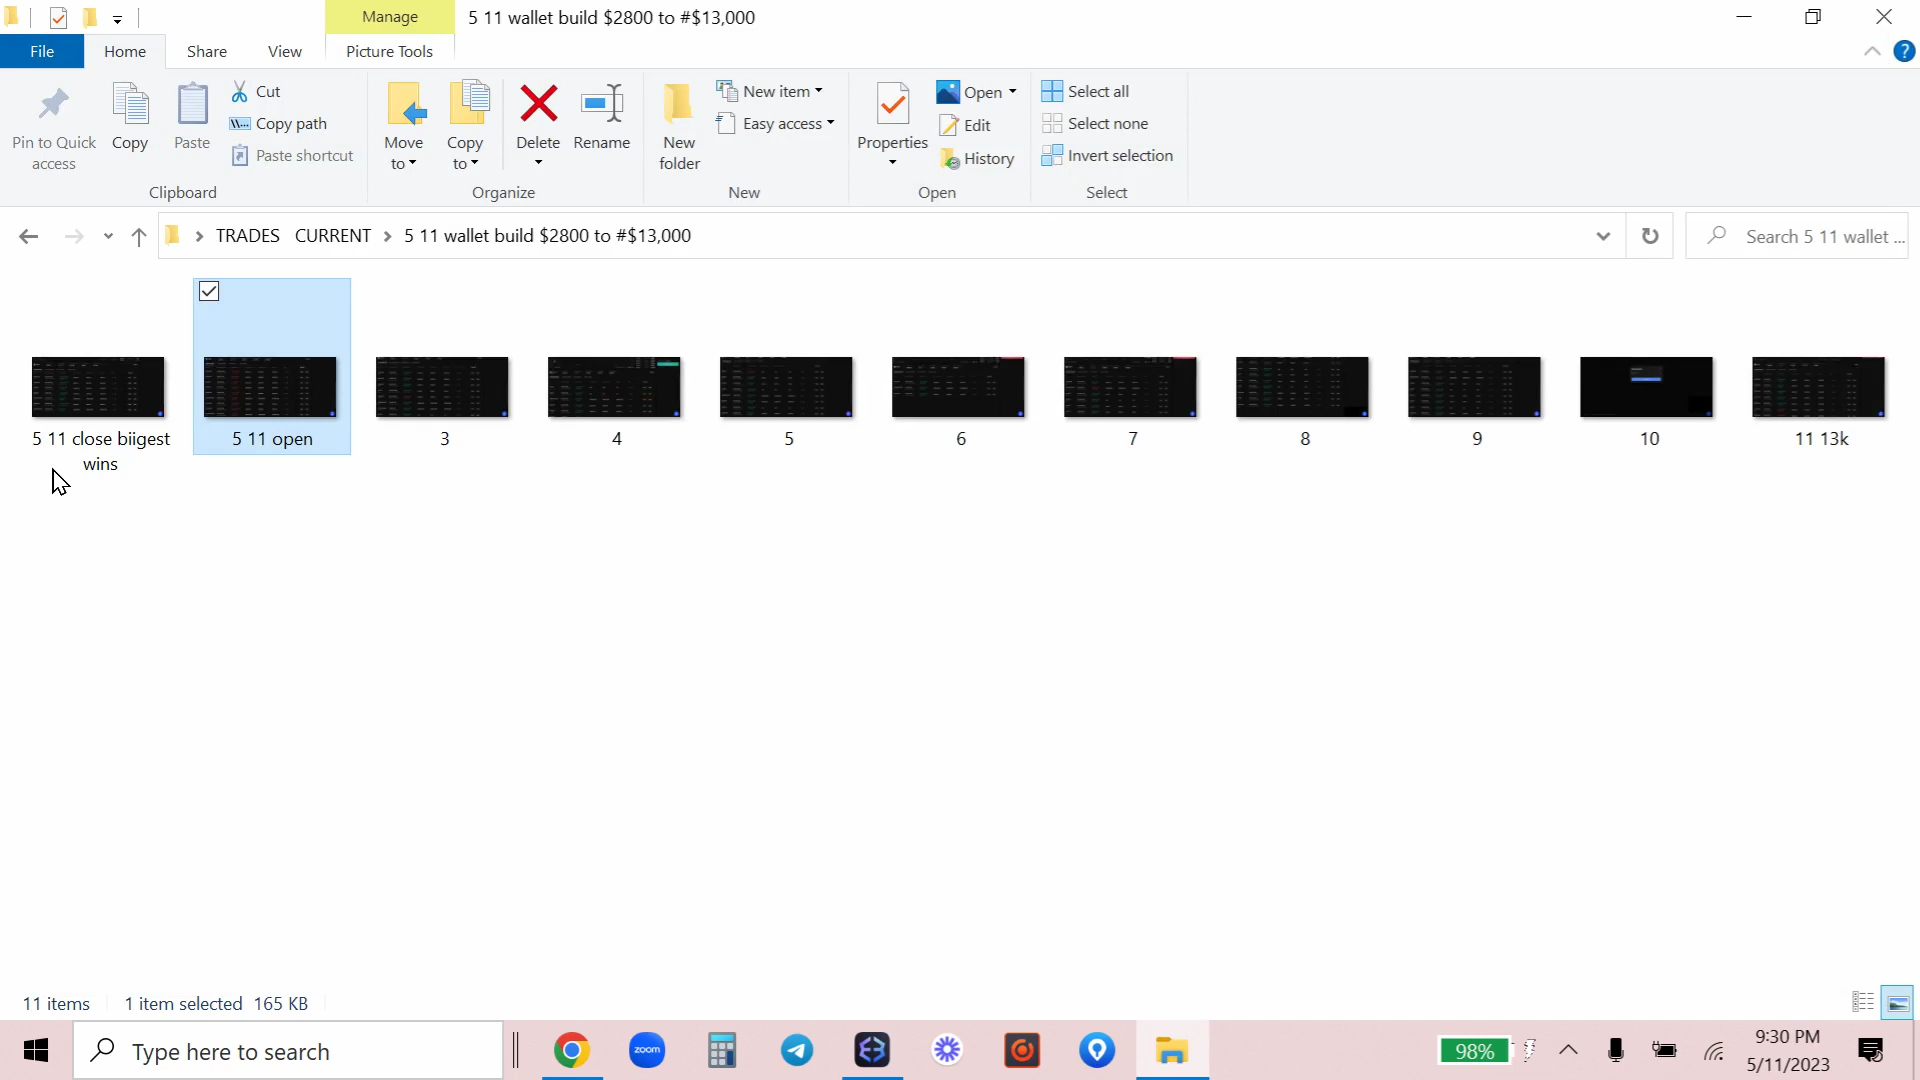 Manage
5 11 wallet build $2800 to #$13,000
File
Home
Share
View
Picture Tools
?
Pin to Quick
access
Copy
Paste
Cut
Copy path
Paste shortcut
Clipboard
Move
to
Copy
to
Delete
Rename
Organize
New
folder
New item
Easy access
New
Properties
Open
Edit
History
Open
Select all
Select none
Invert selection
Select
TRADES CURRENT
5 11 wallet build $2800 to #$13,000
Search 5 11 wallet ...
5 11 close biigest
wins
5 11 open
3
4
5
6
7
8
9
10
11 13k
11 items
1 item selected 165 KB
Type here to search
zoom
98%
9:30 PM
5/11/2023